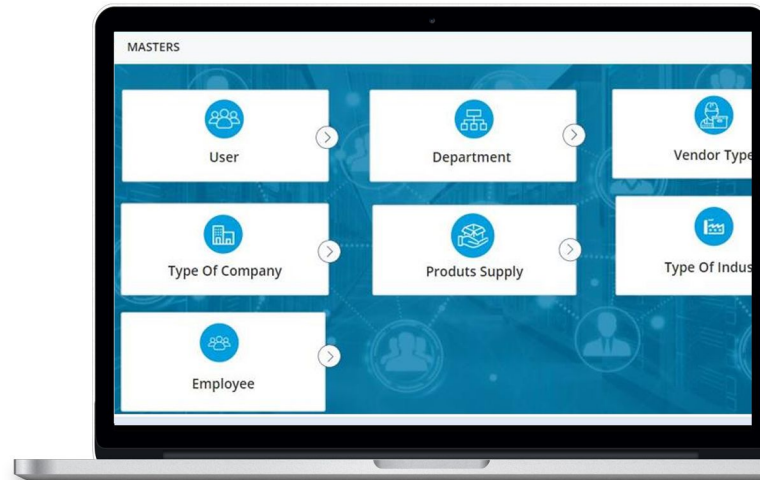 MASTERS
User
Department
Vendor Type
Type Of Company
Produts Supply
Type Of Indus
Employee